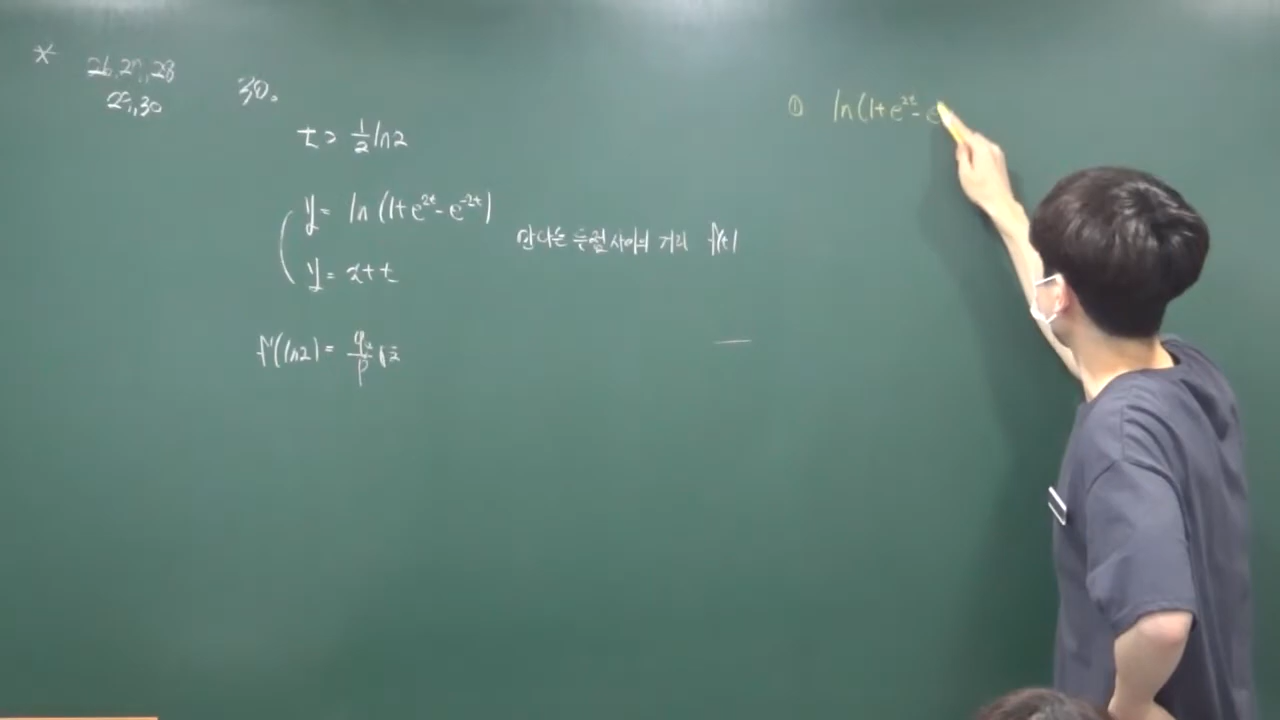 * 26, 27, 28
29, 30
30.
t > 1/2 ln2
y = ln(1+e^{2t}-e^{-2t})
y = x+t
만나는 두점 사이의 거리 f(t)
f'(ln2) = q/p √2
① ln(1+e^{2t}-e